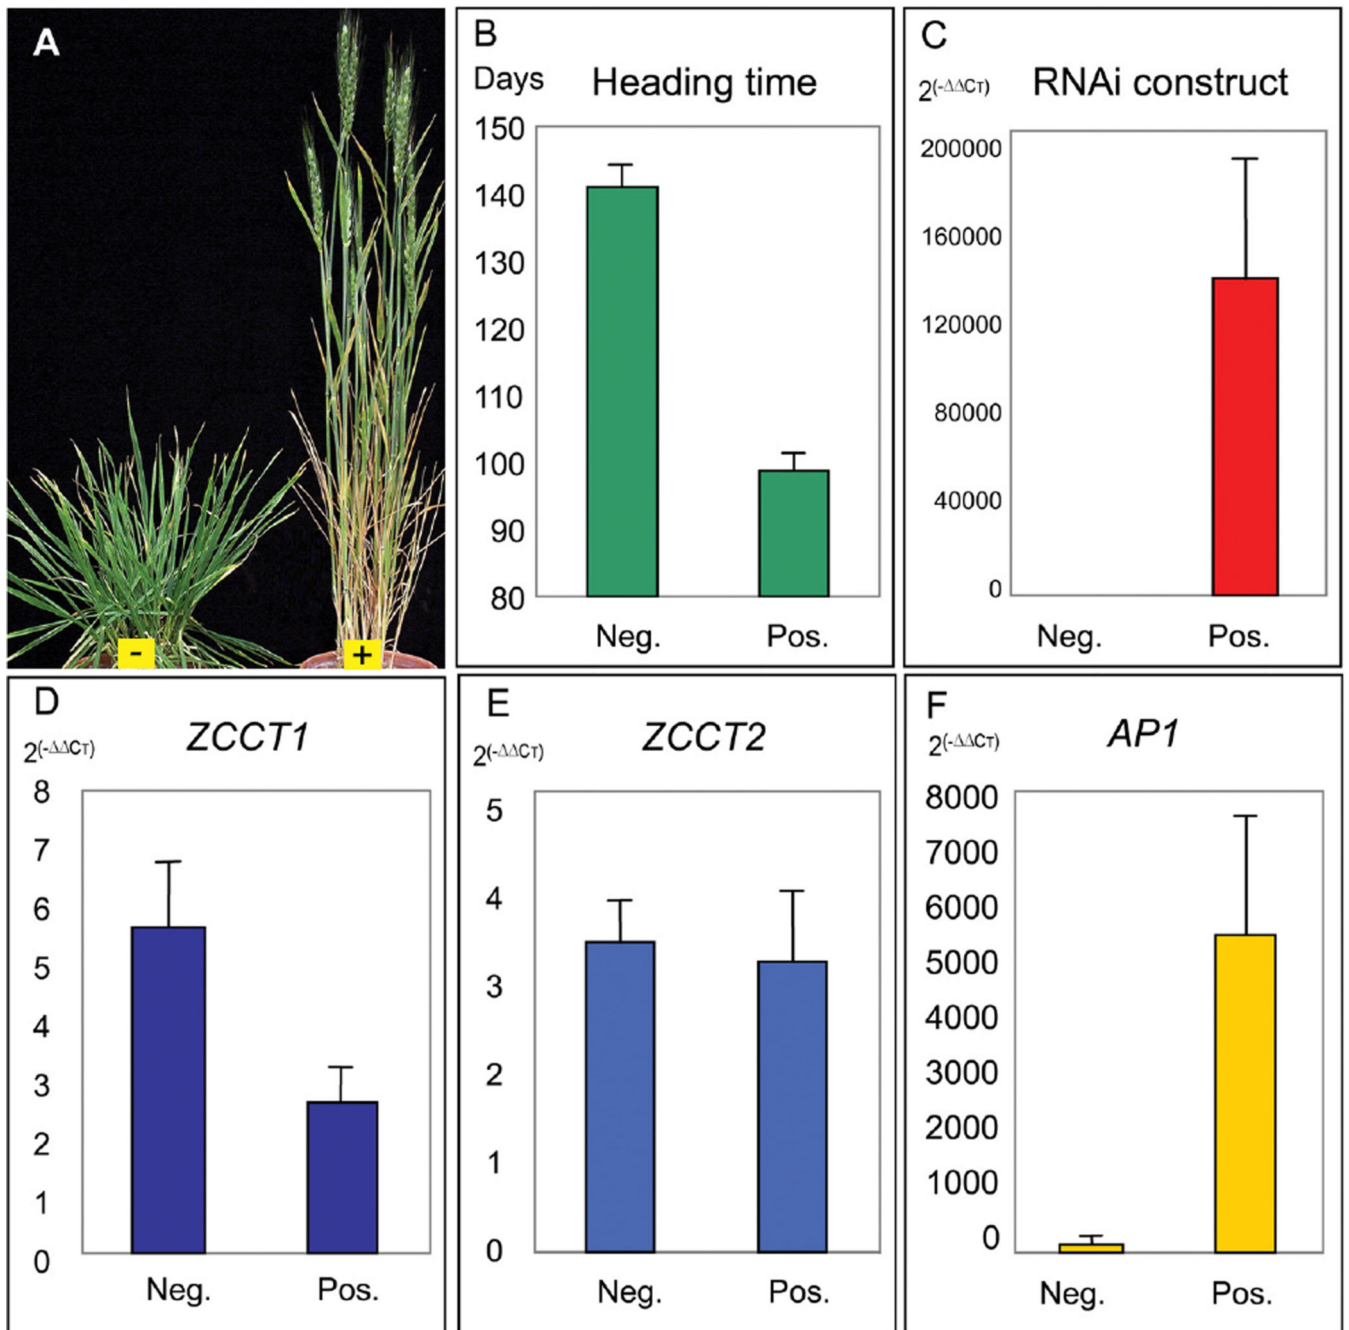 A
-
+
B
Days
Heading time
150
140
130
120
110
100
90
80
Neg. Pos.
C
2(-ΔΔCT)
RNAi construct
200000
160000
120000
80000
40000
0
Neg. Pos.
D
2(-ΔΔCT)
ZCCT1
8
7
6
5
4
3
2
1
0
Neg. Pos.
E
2(-ΔΔCT)
ZCCT2
5
4
3
2
1
0
Neg. Pos.
F
2(-ΔΔCT)
AP1
8000
7000
6000
5000
4000
3000
2000
1000
0
Neg. Pos.